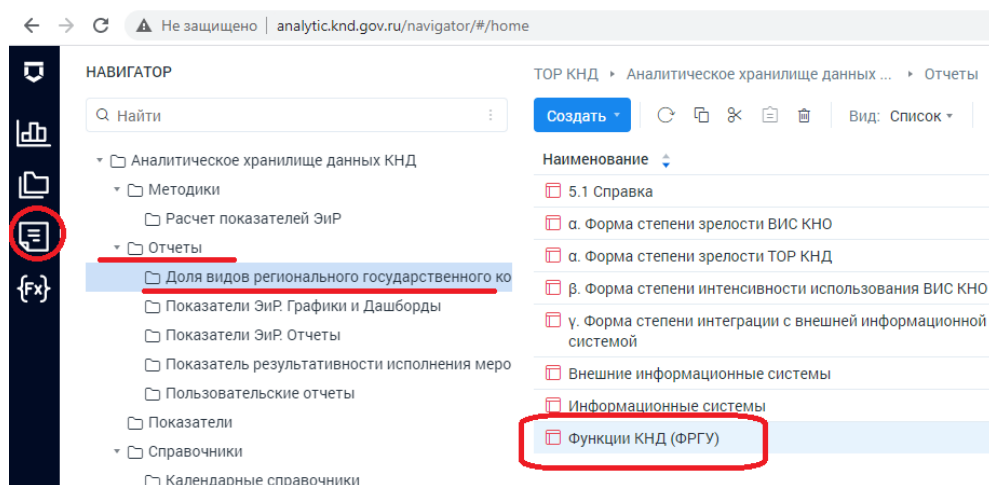 Не защищено | analytic.knd.gov.ru/navigator/#/home
НАВИГАТОР
Найти
Аналитическое хранилище данных КНД
Методики
Расчет показателей ЭиР
Отчеты
Доля видов регионального государственного ко
Показатели ЭиР. Графики и Дашборды
Показатели ЭиР. Отчеты
Показатель результативности исполнения меро
Пользовательские отчеты
Показатели
Справочники
Календарные справочники
{Fx}
ТОР КНД ▸ Аналитическое хранилище данных ... ▸ Отчеты
Создать
Вид: Список
Наименование
5.1 Справка
α. Форма степени зрелости ВИС КНО
α. Форма степени зрелости ТОР КНД
β. Форма степени интенсивности использования ВИС КНО
γ. Форма степени интеграции с внешней информационной
системой
Внешние информационные системы
Информационные системы
Функции КНД (ФРГУ)